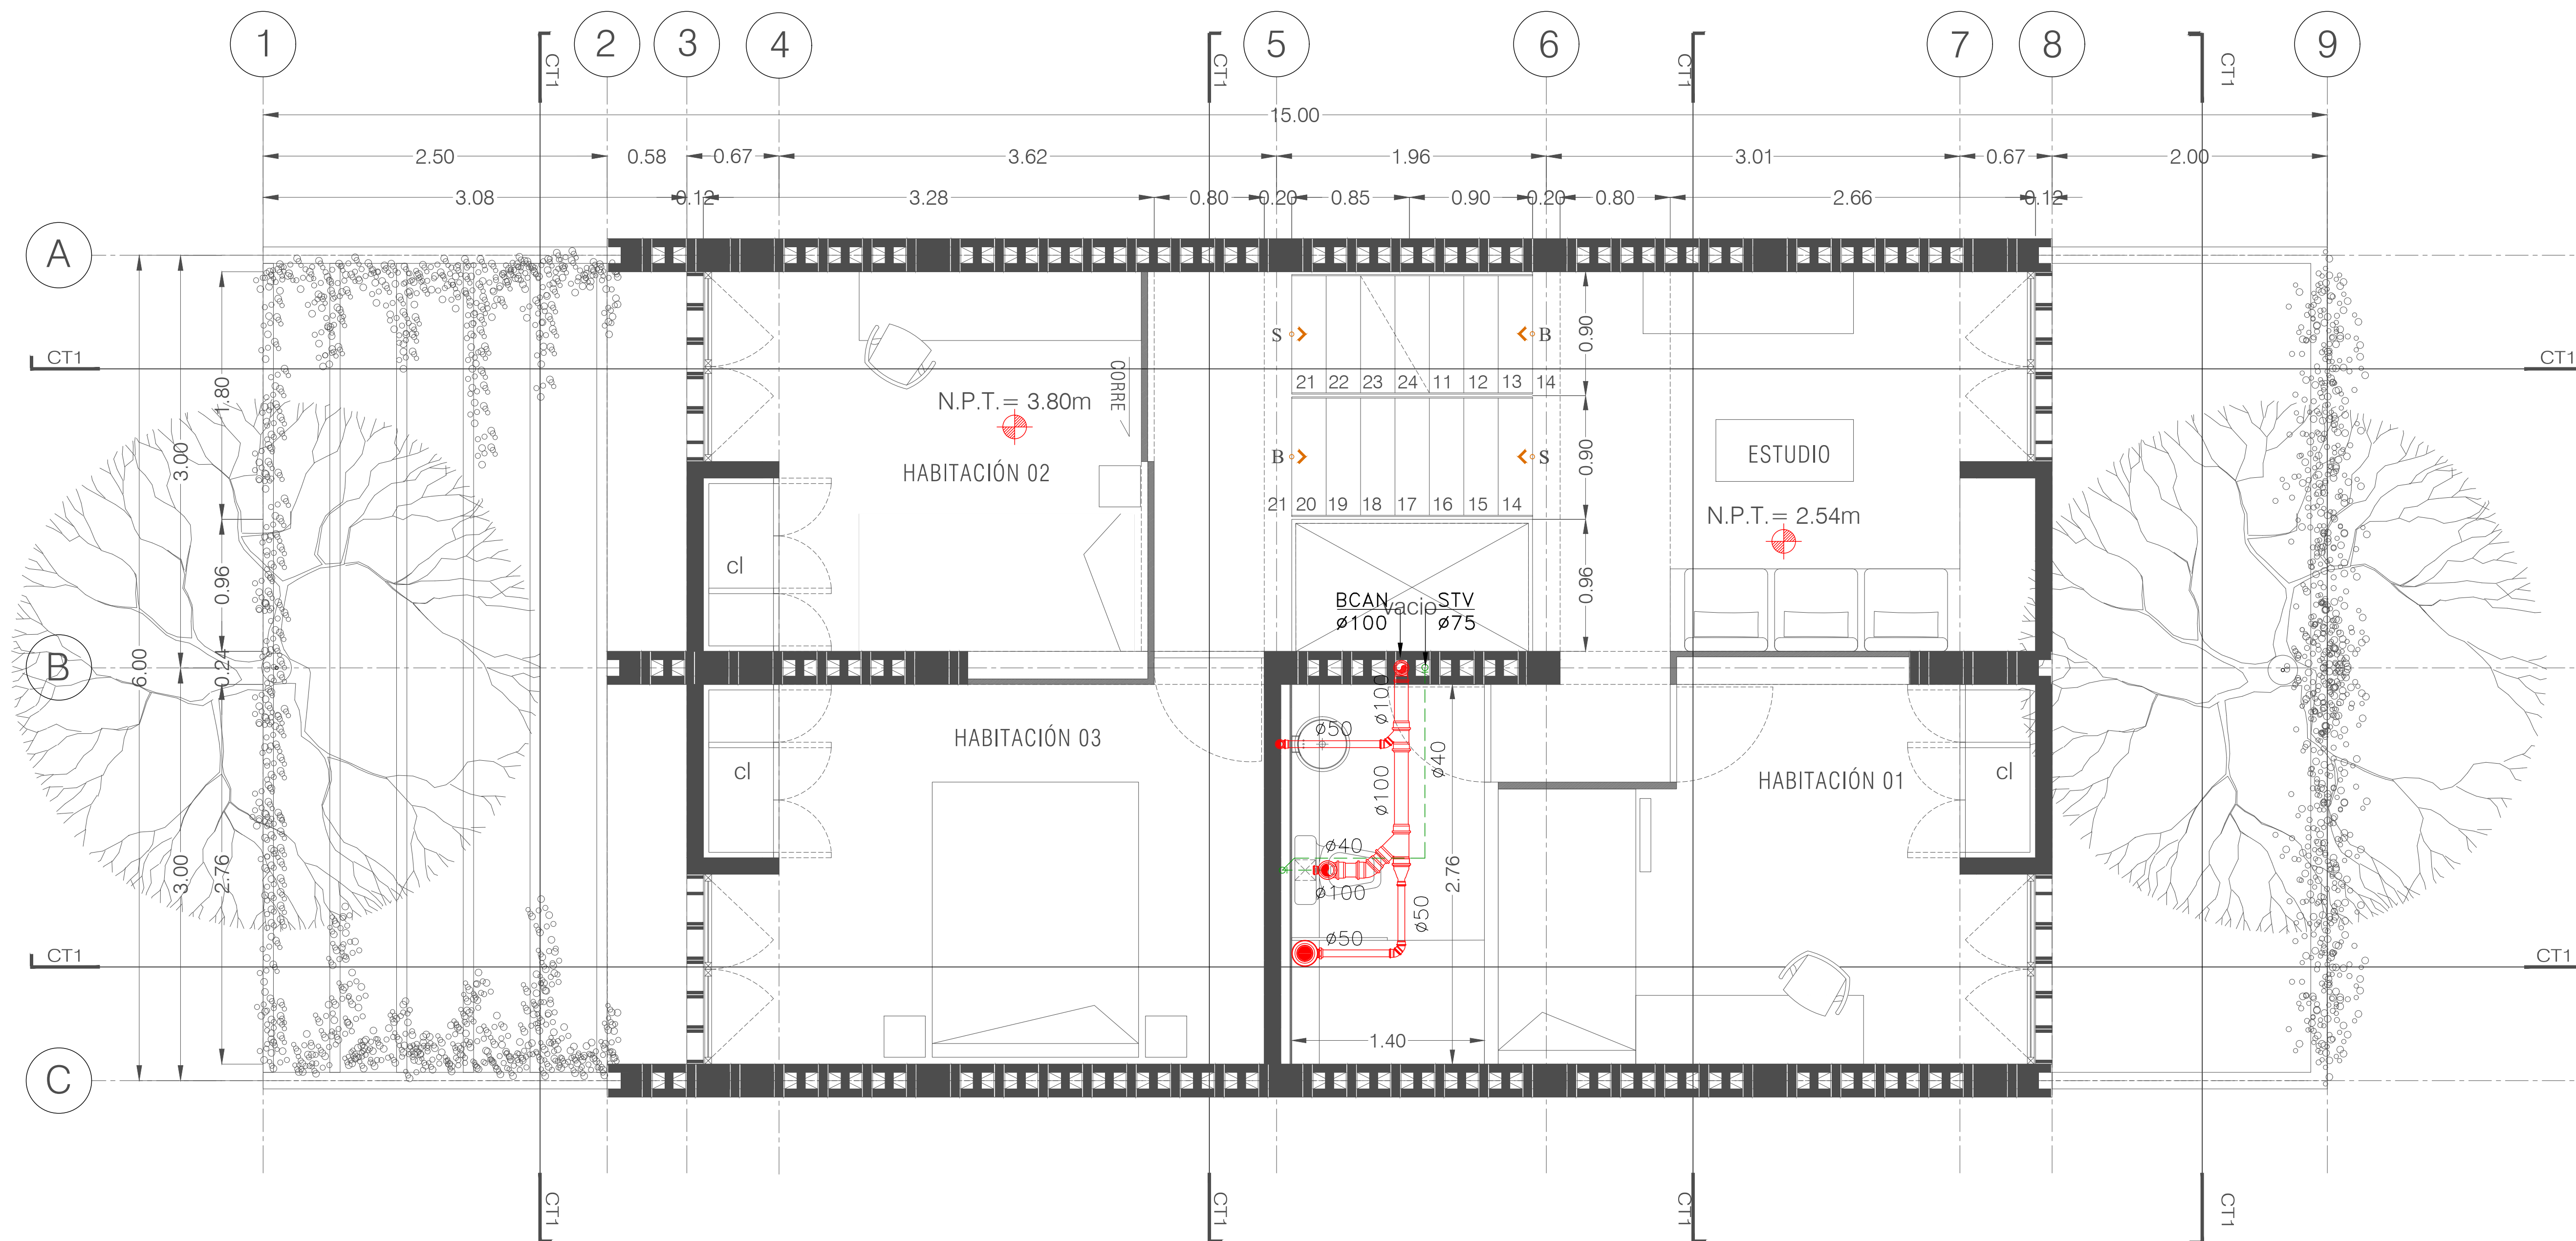 1
2
3
4
5
6
7
8
9
CT1
CT1
CT1
CT1
15.00
2.50
0.58
0.67
3.62
1.96
3.01
0.67
2.00
3.08
0.12
3.28
0.80
0.20
0.85
0.90
0.20
0.80
2.66
0.12
A
CT1
CT1
S
B
0.90
21 22 23 24 11 12 13 14
CORRE
N.P.T.= 3.80m
1.80
3.00
HABITACIÓN 02
B
S
0.90
ESTUDIO
21 20 19 18 17 16 15 14
N.P.T.= 2.54m
cl
0.96
0.96
BCAN
ø100
vacio
STV
ø75
B
6.00
0.24
ø100
ø50
ø40
HABITACIÓN 03
HABITACIÓN 01
cl
cl
ø100
3.00
2.76
ø40
ø100
2.76
ø50
ø50
CT1
CT1
1.40
C
CT1
CT1
CT1
CT1